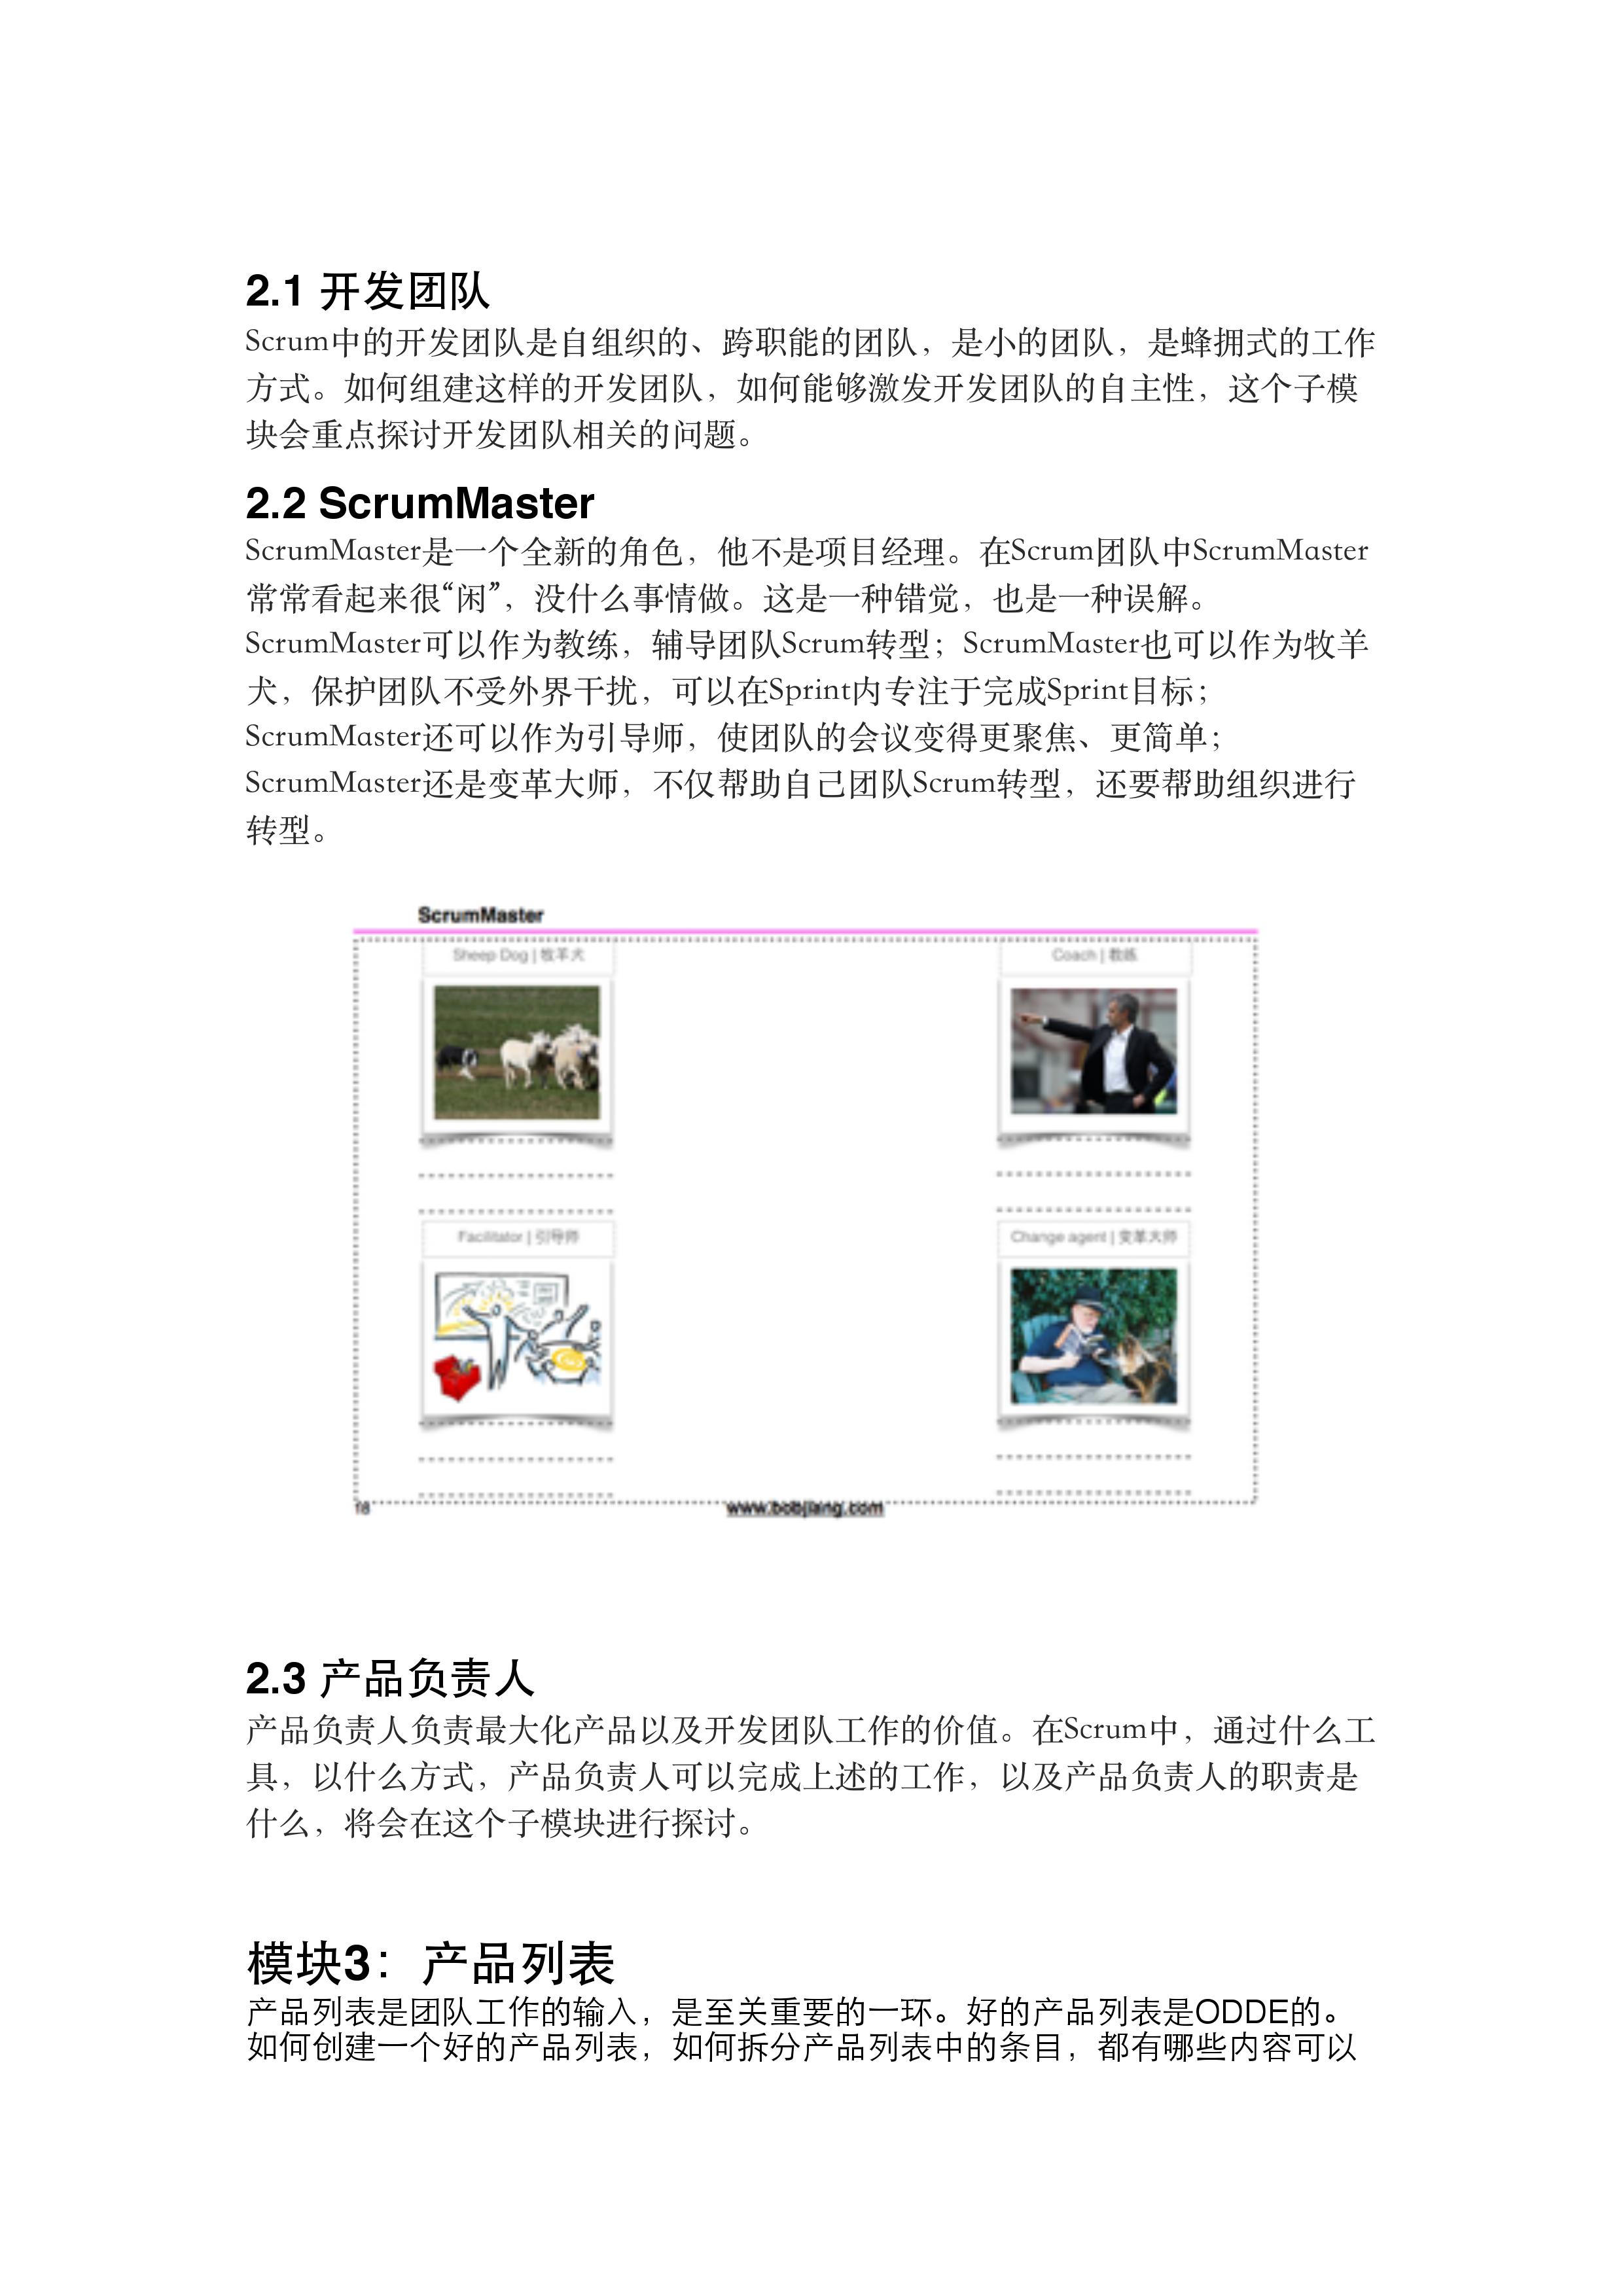 2.1 开发团队
Scrum中的开发团队是自组织的、跨职能的团队，是小的团队，是蜂拥式的工作
方式。如何组建这样的开发团队，如何能够激发开发团队的自主性，这个子模
块会重点探讨开发团队相关的问题。
2.2 ScrumMaster
ScrumMaster是一个全新的角色，他不是项目经理。在Scrum团队中ScrumMaster
常常看起来很“闲”，没什么事情做。这是一种错觉，也是一种误解。
ScrumMaster可以作为教练，辅导团队Scrum转型；ScrumMaster也可以作为牧羊
犬，保护团队不受外界干扰，可以在Sprint内专注于完成Sprint目标；
ScrumMaster还可以作为引导师，使团队的会议变得更聚焦、更简单；
ScrumMaster还是变革大师，不仅帮助自己团队Scrum转型，还要帮助组织进行
转型。
ScrumMaster
Sheep Dog | 牧羊犬
Coach | 教练
Facilitator | 引导师
Change agent | 变革大师
18
www.bobjiang.com
2.3 产品负责人
产品负责人负责最大化产品以及开发团队工作的价值。在Scrum中，通过什么工
具，以什么方式，产品负责人可以完成上述的工作，以及产品负责人的职责是
什么，将会在这个子模块进行探讨。
模块3：产品列表
产品列表是团队工作的输入，是至关重要的一环。好的产品列表是ODDE的。
如何创建一个好的产品列表，如何拆分产品列表中的条目，都有哪些内容可以